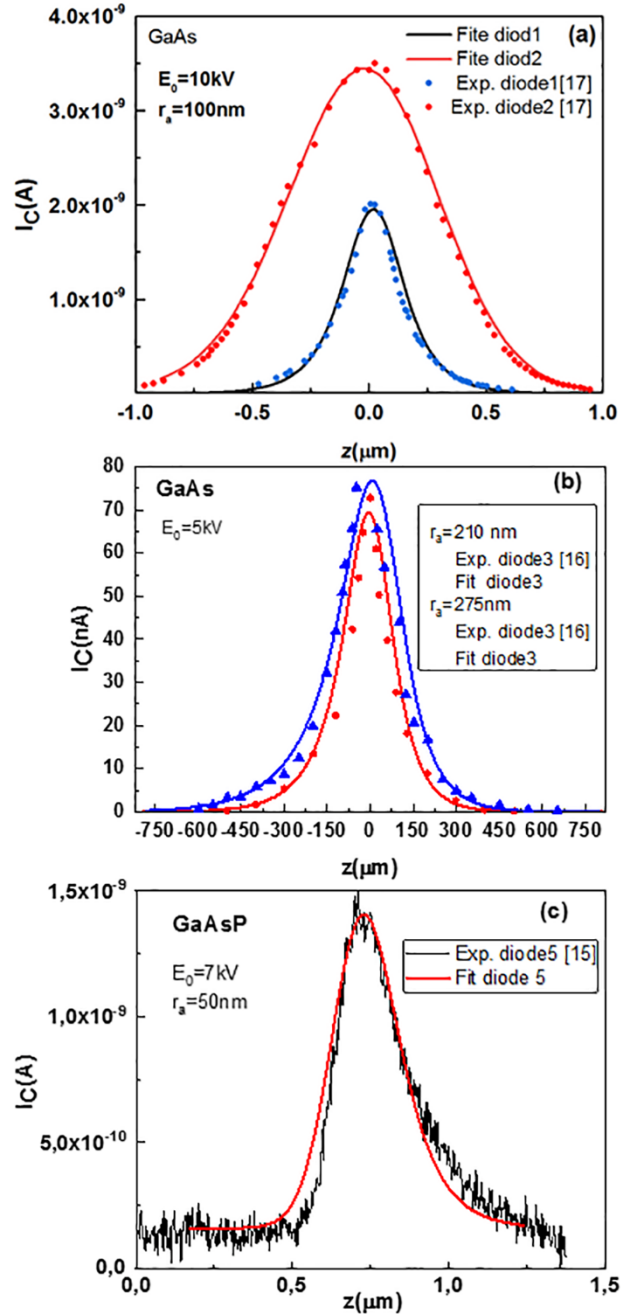 4.0x10⁻⁹
GaAs
Fite diod1
(a)
Fite diod2
E₀=10kV
Exp. diode1[17]
rₐ=100nm
Exp. diode2 [17]
3.0x10⁻⁹
I_C(A)
2.0x10⁻⁹
1.0x10⁻⁹
-1.0 -0.5 0.0 0.5 1.0
z(µm)
80
GaAs
(b)
70
E₀=5kV
rₐ=210 nm
60
Exp. diode3 [16]
Fit diode3
50
rₐ=275nm
I_C(nA)
40
Exp. diode3 [16]
Fit diode3
30
20
10
0
-750 -600 -450 -300 -150 0 150 300 450 600 750
z(µm)
1,5x10⁻⁹
(c)
GaAsP
Exp. diode5 [15]
E₀=7kV
Fit diode 5
rₐ=50nm
1,0x10⁻⁹
I_C(A)
5,0x10⁻¹⁰
0,0
0,0 0,5 1,0 1,5
z(µm)